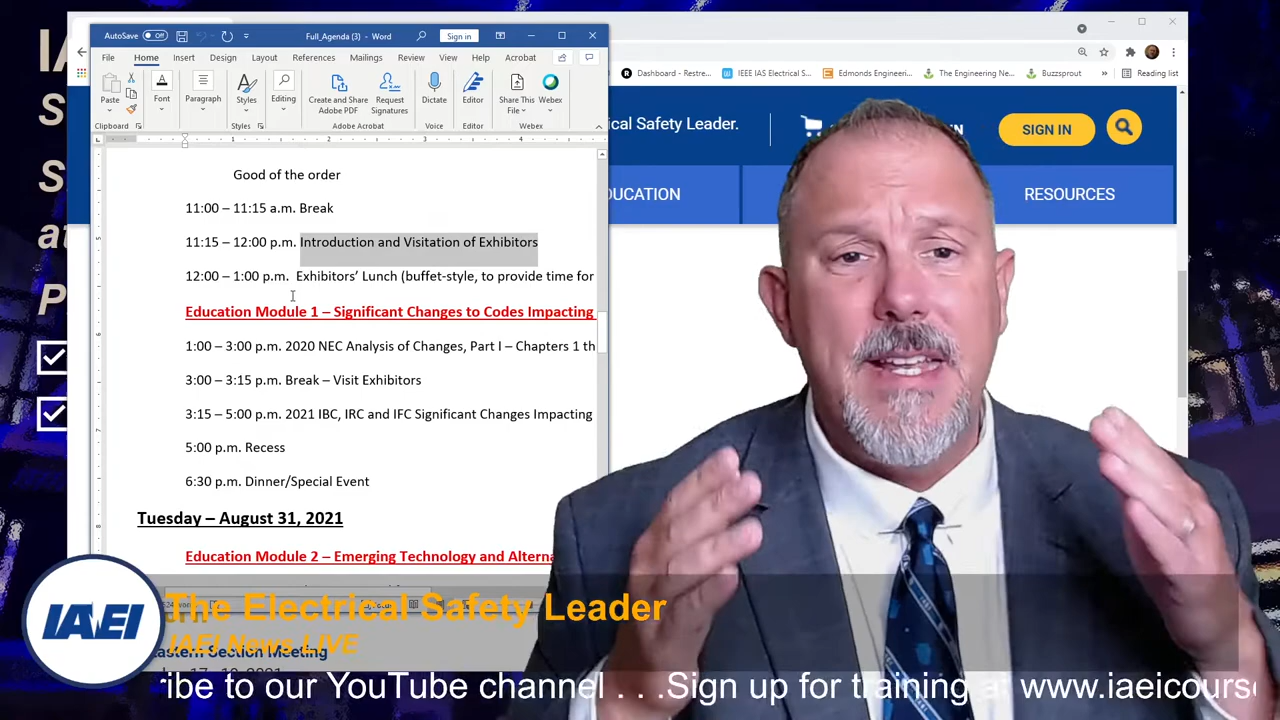 AutoSave Off
Full_Agenda (3) - Word
Sign in
File Home Insert Design Layout References Mailings Review View Help Acrobat
Paste
Font
Paragraph
Styles
Editing
Create and Share Adobe PDF
Request Signatures
Dictate
Editor
Share This File
Webex
Clipboard Styles Adobe Acrobat Voice Editor Webex
Dashboard - Restre...
IEEE IAS Electrical S...
Edmonds Engineeri...
The Engineering Ne...
Buzzsprout
Reading list
cal Safety Leader.
SIGN IN
RESOURCES
Good of the order
11:00 – 11:15 a.m. Break
11:15 – 12:00 p.m. Introduction and Visitation of Exhibitors
12:00 – 1:00 p.m. Exhibitors’ Lunch (buffet-style, to provide time for
Education Module 1 – Significant Changes to Codes Impacting
1:00 – 3:00 p.m. 2020 NEC Analysis of Changes, Part I – Chapters 1 th
3:00 – 3:15 p.m. Break – Visit Exhibitors
3:15 – 5:00 p.m. 2021 IBC, IRC and IFC Significant Changes Impacting
5:00 p.m. Recess
6:30 p.m. Dinner/Special Event
Tuesday – August 31, 2021
Education Module 2 – Emerging Technology and Alterna
IAEI
The Electrical Safety Leader
IAEI News LIVE
astern Section Meeting
ribe to our YouTube channel . . .Sign up for training at www.iaeicourse